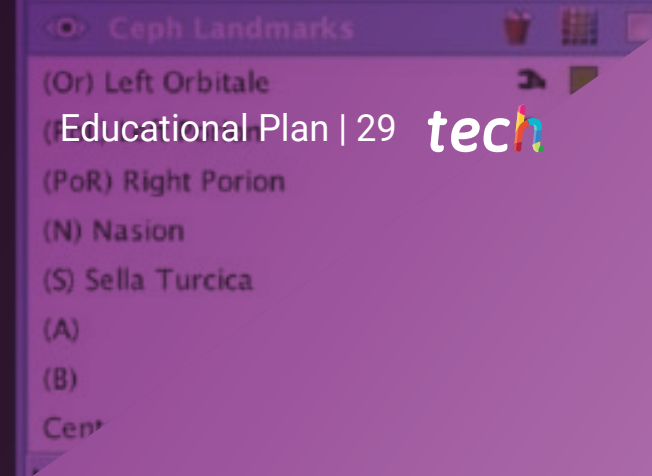 Ceph Landmarks
(Or) Left Orbitale
Educational Plan | 29 tech
(PoR) Right Porion
(N) Nasion
(S) Sella Turcica
(A)
(B)